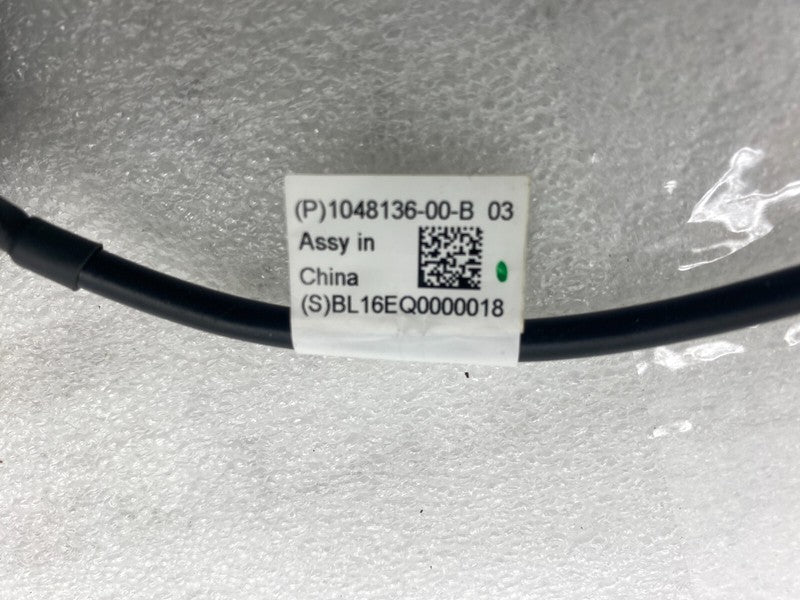 (P)1048136-00-B 03
Assy in
China
(S)BL16EQ0000018